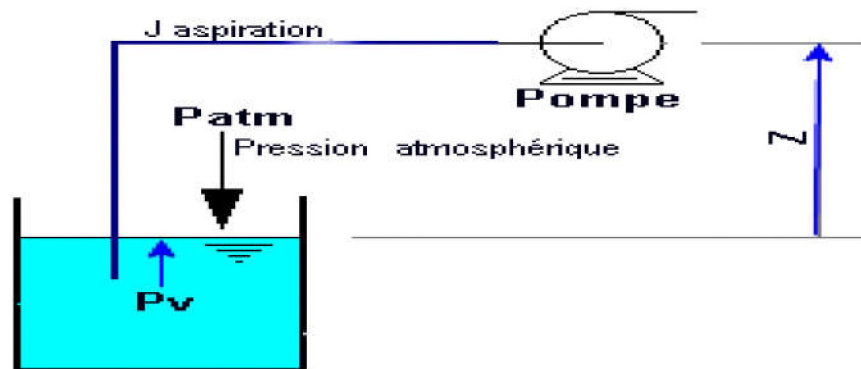 J aspiration
Pompe
Patm
Pression atmosphérique
Z
Pv